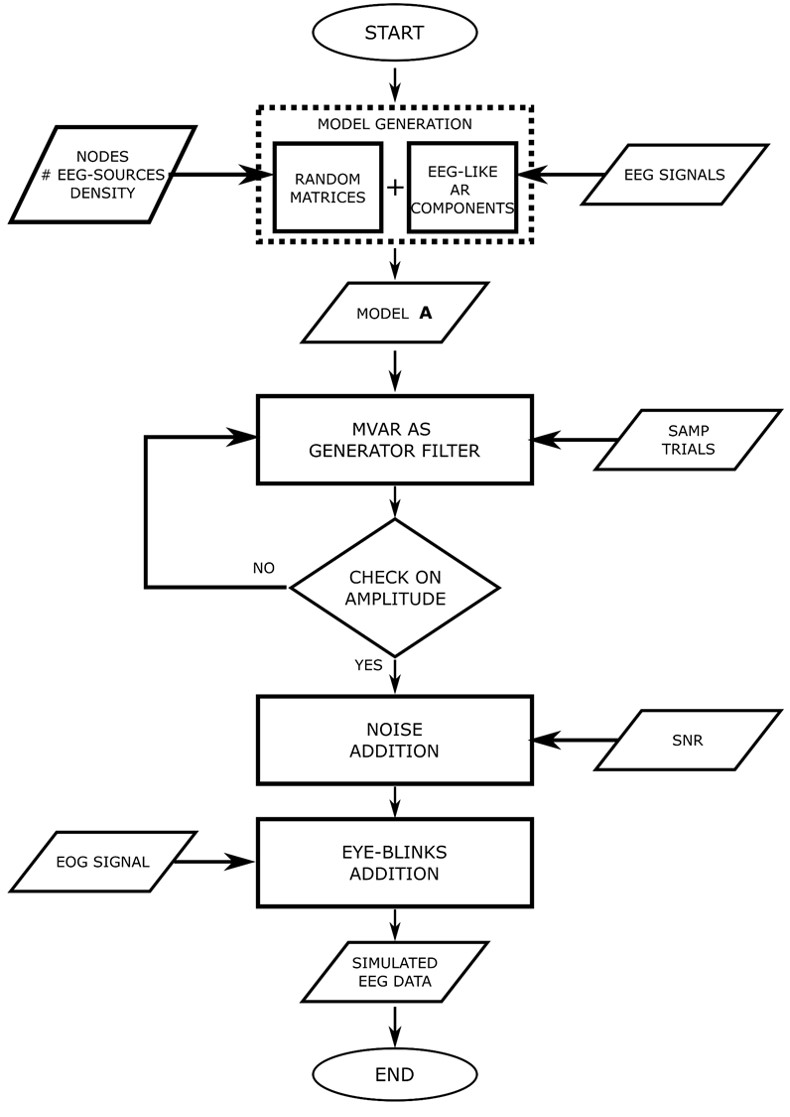 START
MODEL GENERATION
NODES
# EEG-SOURCES
DENSITY
RANDOM
MATRICES
+
EEG-LIKE
AR
COMPONENTS
EEG SIGNALS
MODEL A
MVAR AS
GENERATOR FILTER
SAMP
TRIALS
NO
CHECK ON
AMPLITUDE
YES
NOISE
ADDITION
SNR
EOG SIGNAL
EYE-BLINKS
ADDITION
SIMULATED
EEG DATA
END